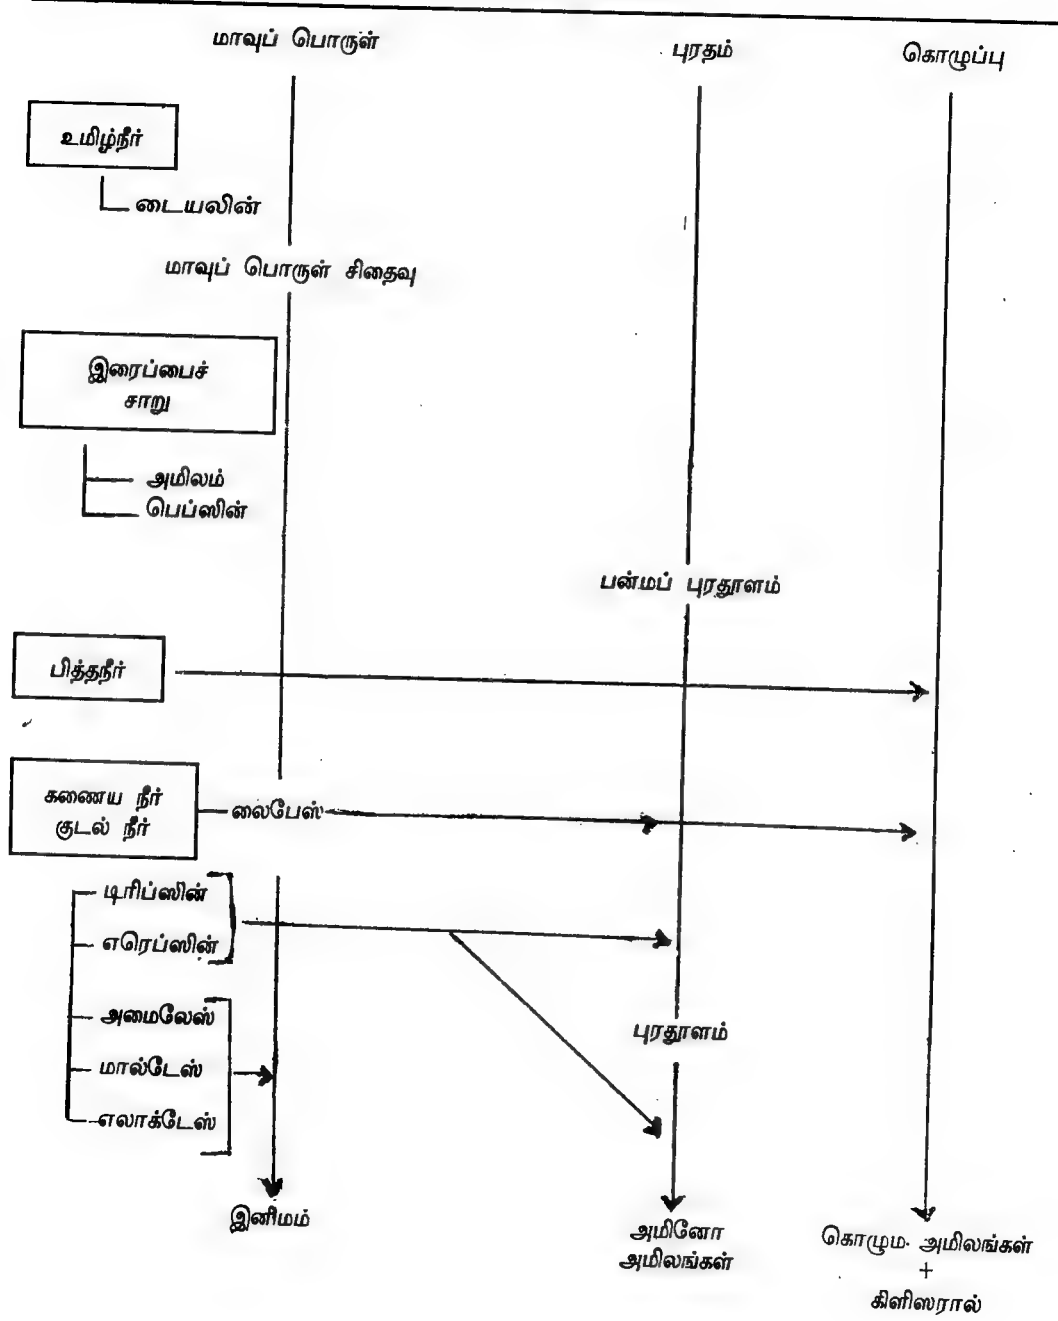 மாவுப் பொருள்
புரதம்
கொழுப்பு
உமிழ்நீர்
டையலின்
மாவுப் பொருள் சிதைவு
இரைப்பைச்
சாறு
அமிலம்
பெப்ஸின்
பன்மப் புரதூளம்
பித்தநீர்
கணைய நீர்
குடல் நீர்
லைபேஸ்
டிரிப்ஸின்
எரெப்ஸின்
அமைலேஸ்
புரதூளம்
மால்டேஸ்
எலாக்டேஸ்
இனிமம்
அமினோ
அமிலங்கள்
கொழும. அமிலங்கள்
+
கிளிஸரால்